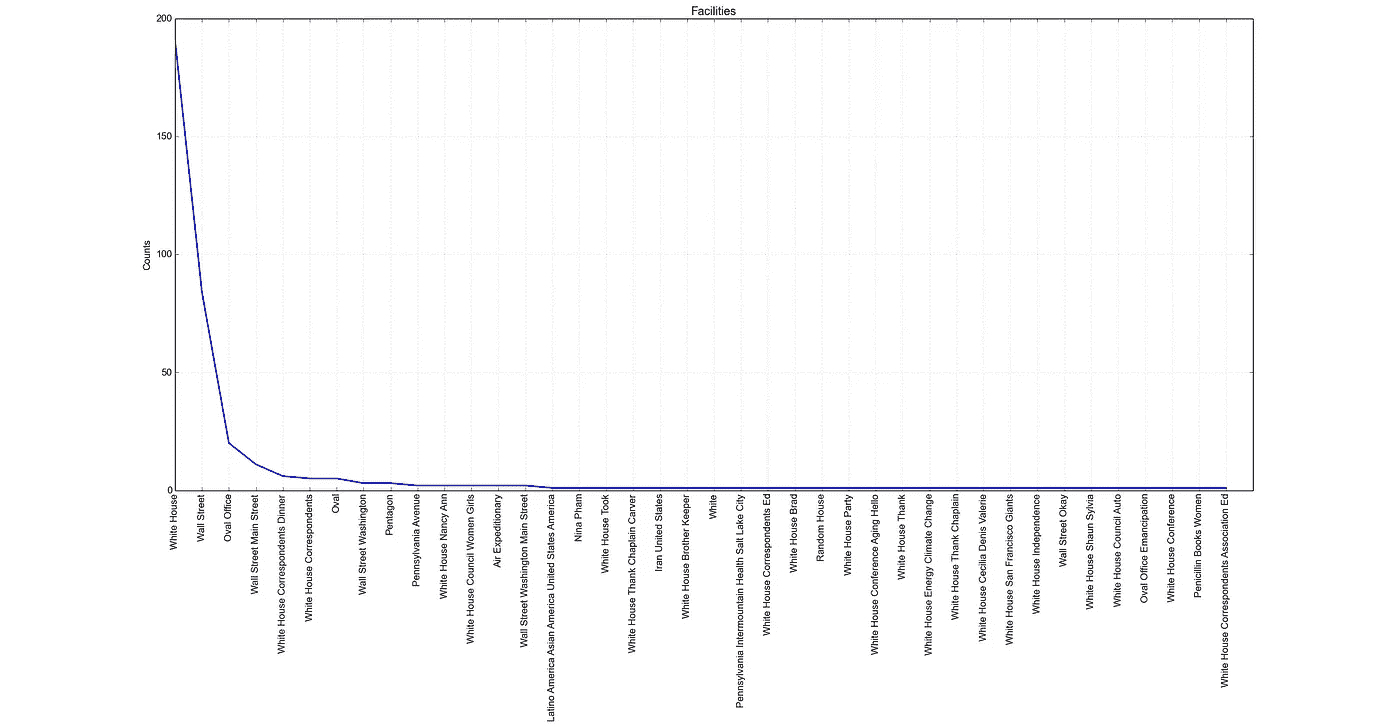 Facilities
200
150
100
50
0
Counts
White House
Wall Street
Oval Office
Wall Street Main Street
White House Correspondents Dinner
White House Correspondents
Oval
Wall Street Washington
Pentagon
Pennsylvania Avenue
White House Nancy Ann
White House Council Women Girls
Air Expeditionary
Wall Street Washington Main Street
Latino America Asian America United States America
Nina Pham
White House Took
White House Thank Chaplain Carver
Iran United States
White House Brother Keeper
White
Pennsylvania Intermountain Health Salt Lake City
White House Correspondents Ed
White House Brad
Random House
White House Party
White House Conference Aging Hello
White House Thank
White House Energy Climate Change
White House Thank Chaplain
White House Cecilia Denis Valerie
White House San Francisco Giants
White House Independence
Wall Street Okay
White House Shaun Sylvia
White House Council Auto
Oval Office Emancipation
White House Conference
Penicillin Books Women
White House Correspondents Association Ed